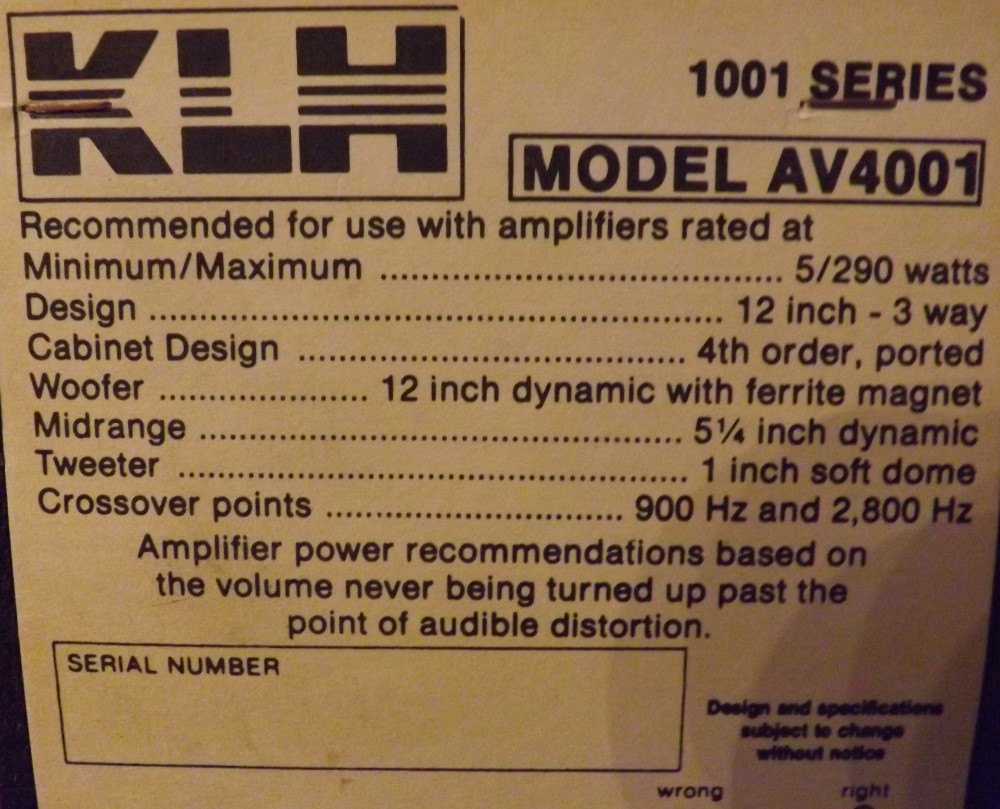 KLH
1001 SERIES
MODEL AV4001
Recommended for use with amplifiers rated at
Minimum/Maximum ........................................ 5/290 watts
Design ......................................................... 12 inch - 3 way
Cabinet Design ...................................... 4th order, ported
Woofer .................... 12 inch dynamic with ferrite magnet
Midrange ................................................ 5¼ inch dynamic
Tweeter ................................................... 1 inch soft dome
Crossover points .............................. 900 Hz and 2,800 Hz
Amplifier power recommendations based on
the volume never being turned up past the
point of audible distortion.
SERIAL NUMBER
Design and specifications
subject to change
without notice
wrong right